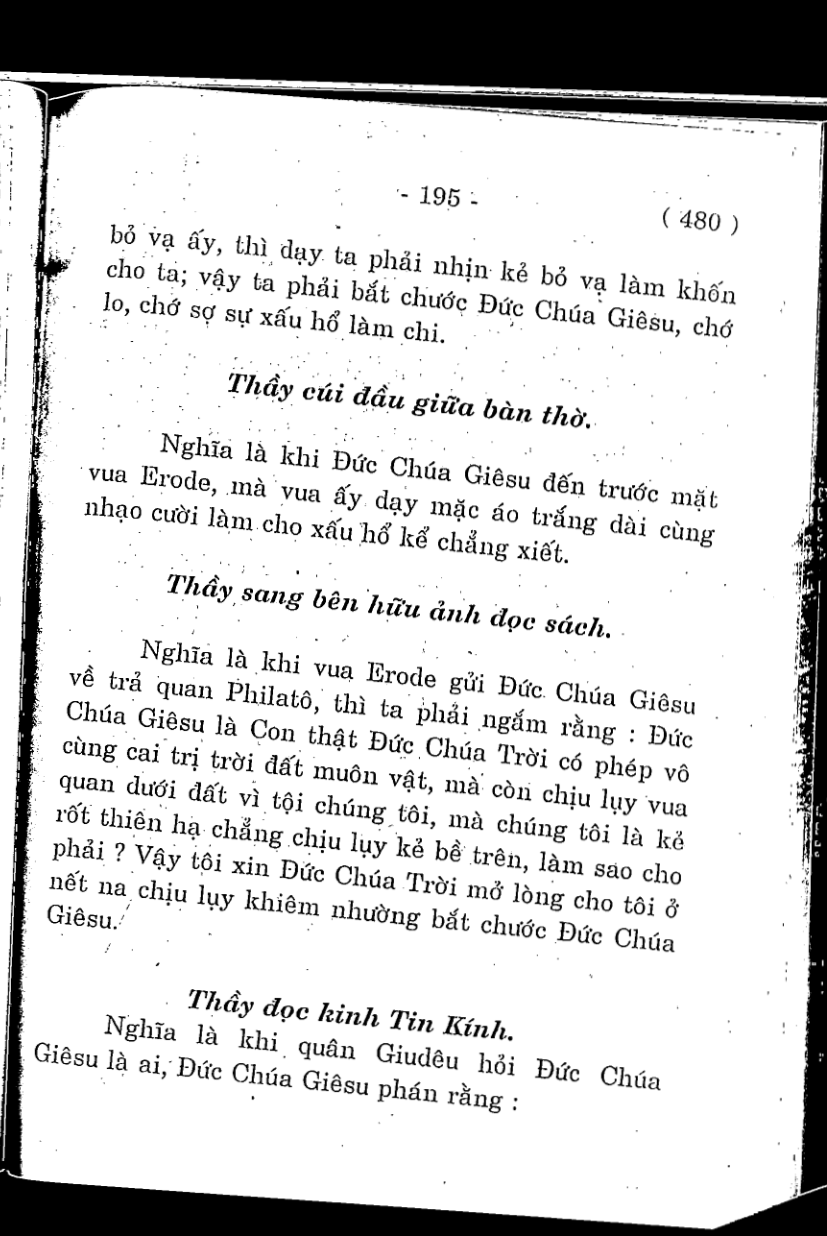 - 195 -
( 480 )
bỏ vạ ấy, thì dạy ta phải nhịn kẻ bỏ vạ làm khốn
cho ta; vậy ta phải bắt chước Đức Chúa Giêsu, chớ
lo, chớ sợ sự xấu hổ làm chi.
Thầy cúi đầu giữa bàn thờ.
Nghĩa là khi Đức Chúa Giêsu đến trước mặt
vua Erode, mà vua ấy dạy mặc áo trắng dài cùng
nhạo cười làm cho xấu hổ kể chẳng xiết.
Thầy sang bên hữu ảnh đọc sách.
Nghĩa là khi vua Erode gửi Đức Chúa Giêsu
về trả quan Philatô, thì ta phải ngắm rằng : Đức
Chúa Giêsu là Con thật Đức Chúa Trời có phép vô
cùng cai trị trời đất muôn vật, mà còn chịu lụy vua
quan dưới đất vì tội chúng tôi, mà chúng tôi là kẻ
rốt thiên hạ chẳng chịu lụy kẻ bề trên, làm sao cho
phải ? Vậy tôi xin Đức Chúa Trời mở lòng cho tôi ở
nết na chịu lụy khiêm nhường bắt chước Đức Chúa
Giêsu.
Thầy đọc kinh Tin Kính.
Nghĩa là khi quân Giudêu hỏi Đức Chúa
Giêsu là ai, Đức Chúa Giêsu phán rằng :